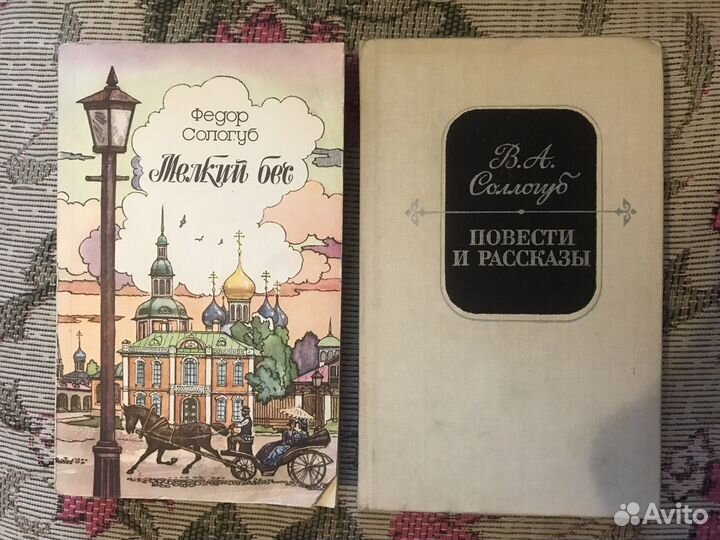 Федор
Сологуб
Мелкий бес
В. А.
Соллогуб
ПОВЕСТИ
И РАССКАЗЫ
Avito